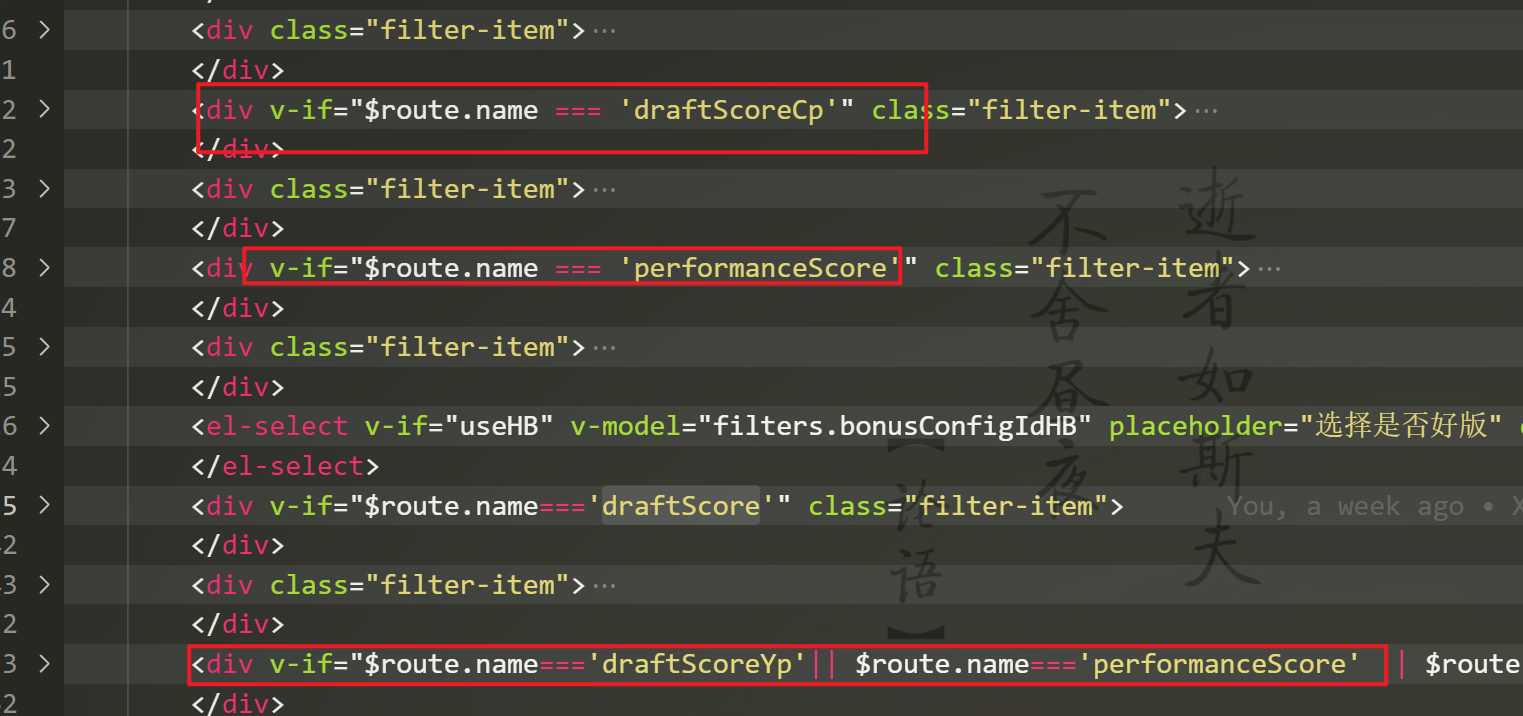 6 > <div class="filter-item">···
1 </div>
2 > <div v-if="$route.name === 'draftScoreCp'" class="filter-item">···
2 </div>
3 > <div class="filter-item">···
7 </div>
8 > <div v-if="$route.name === 'performanceScore'" class="filter-item">···
4 </div>
5 > <div class="filter-item">···
5 </div>
6 > <el-select v-if="useHB" v-model="filters.bonusConfigIdHB" placeholder="选择是否好版"
4 </el-select>
5 > <div v-if="$route.name==='draftScore'" class="filter-item"> You, a week ago •
2 </div>
3 > <div class="filter-item">···
2 </div>
3 > <div v-if="$route.name==='draftScoreYp'|| $route.name==='performanceScore' | $route
2 </div>
逝者如斯夫
不舍昼夜
【论语】